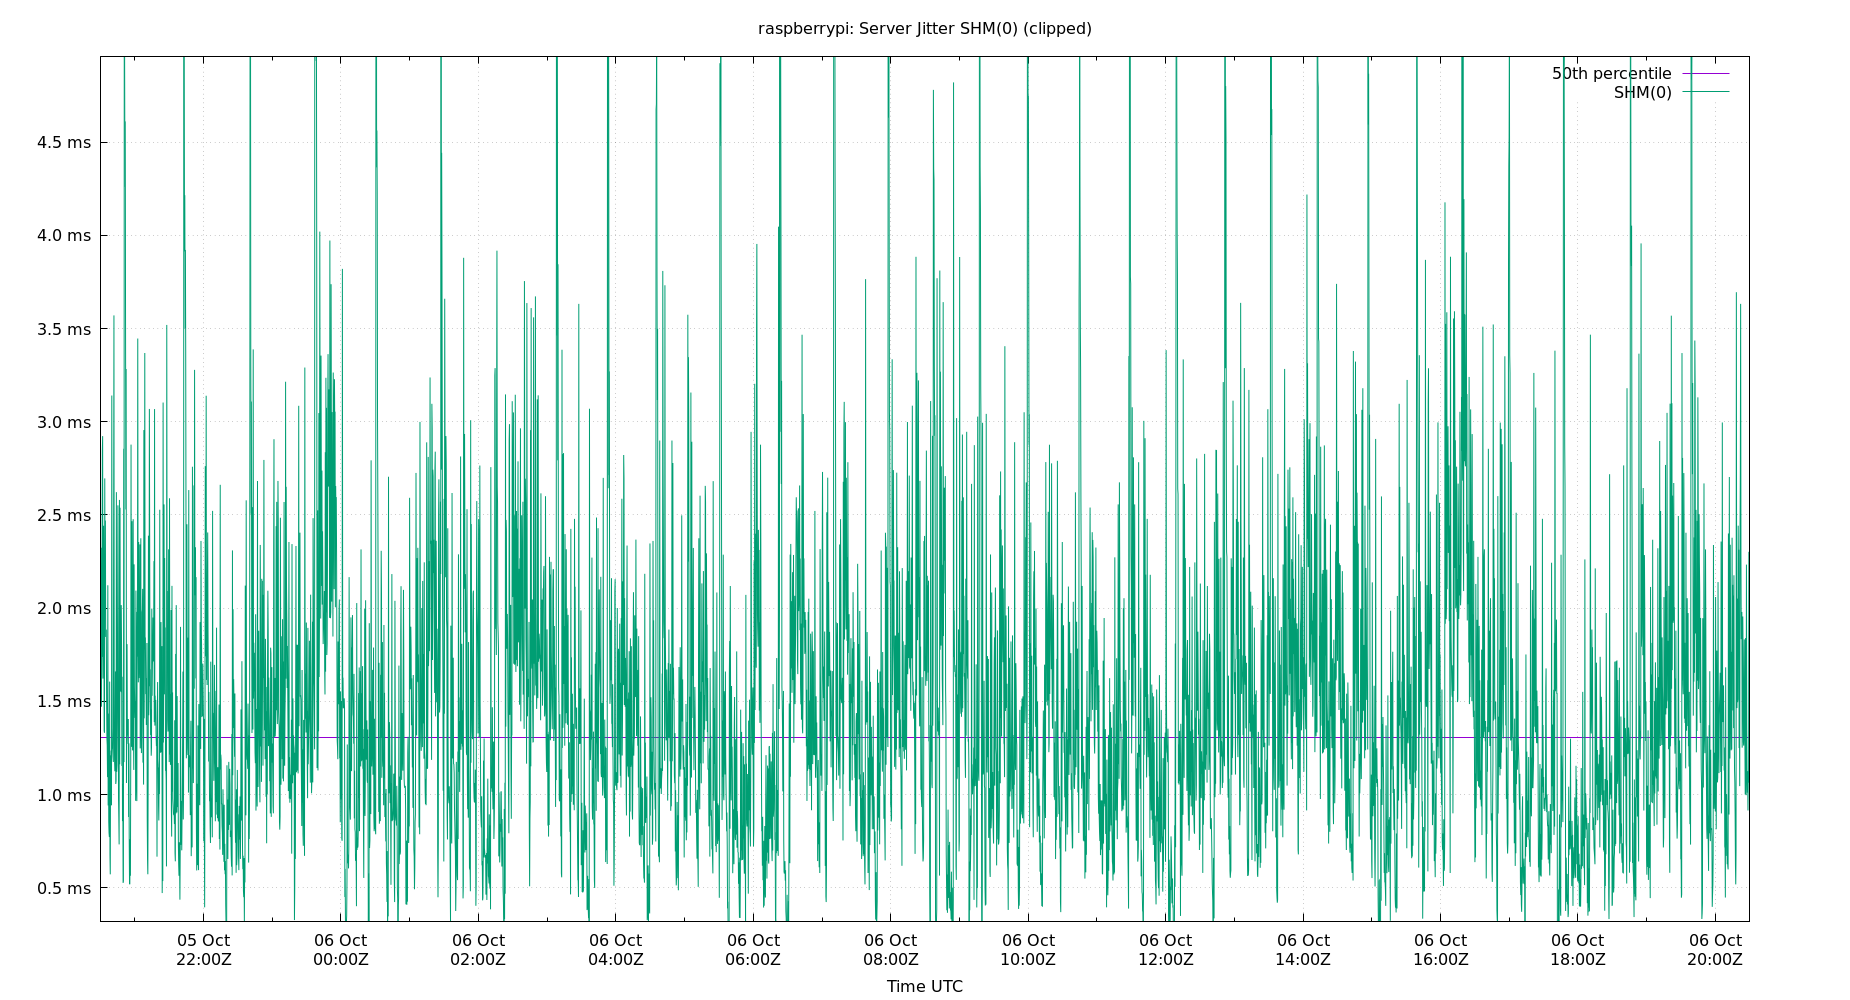 raspberrypi: Server Jitter SHM(0) (clipped)
50th percentile
SHM(0)
4.5 ms
4.0 ms
3.5 ms
3.0 ms
2.5 ms
2.0 ms
1.5 ms
1.0 ms
0.5 ms
05 Oct 06 Oct 06 Oct 06 Oct 06 Oct 06 Oct 06 Oct 06 Oct 06 Oct 06 Oct 06 Oct 06 Oct
22:00Z 00:00Z 02:00Z 04:00Z 06:00Z 08:00Z 10:00Z 12:00Z 14:00Z 16:00Z 18:00Z 20:00Z
Time UTC